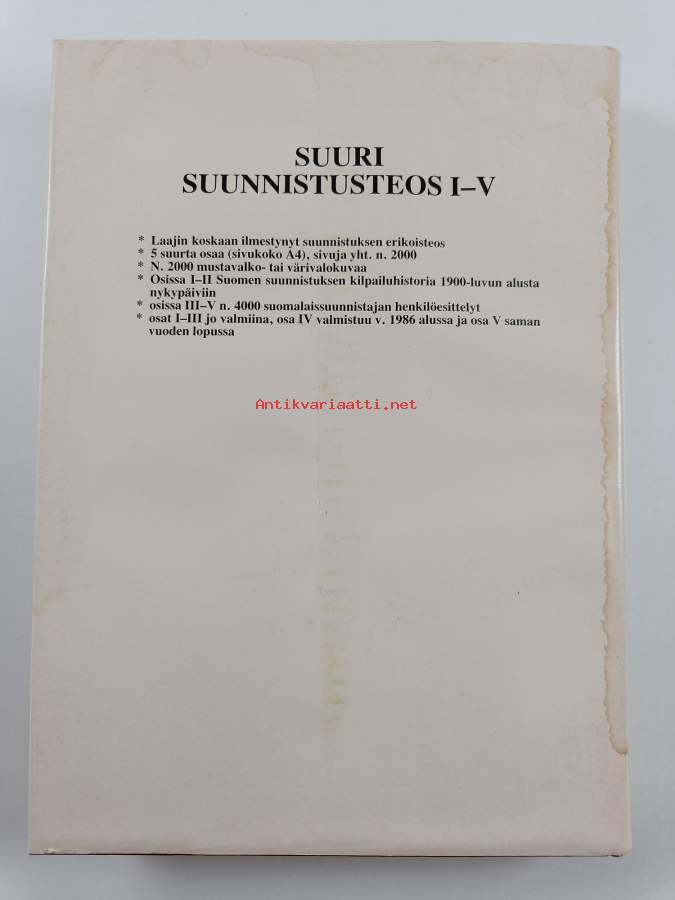 SUURI
SUUNNISTUSTEOS I–V
* Laajin koskaan ilmestynyt suunnistuksen erikoisteos
* 5 suurta osaa (sivukoko A4), sivuja yht. n. 2000
* N. 2000 mustavalko- tai värivalokuvaa
* Osissa I–II Suomen suunnistuksen kilpailuhistoria 1900-luvun alusta
nykypäiviin
* osissa III–V n. 4000 suomalaissuunnistajan henkilöesittelyt
* osat I–III jo valmiina, osa IV valmistuu v. 1986 alussa ja osa V saman
vuoden lopussa
Antikvariaatti.net